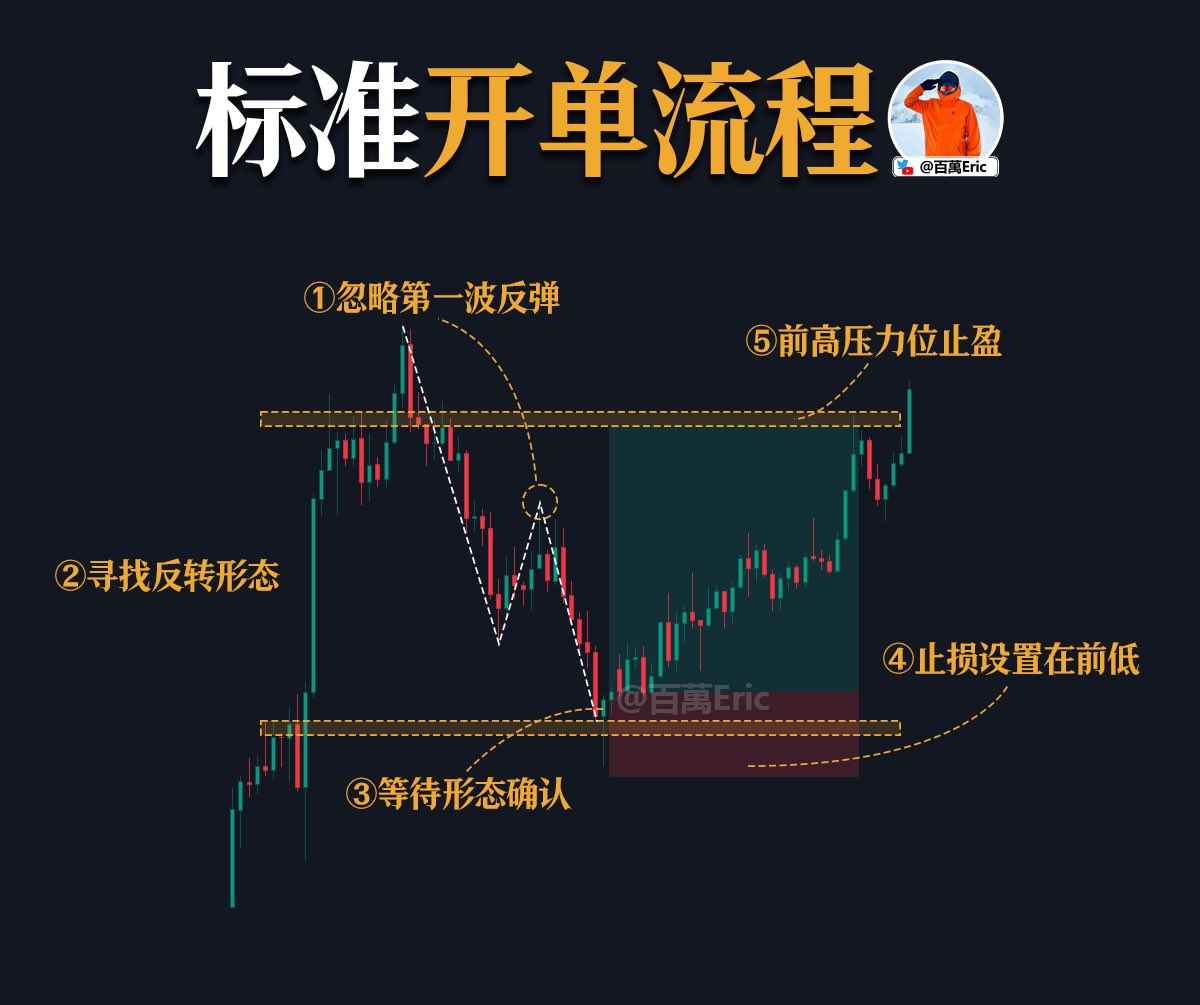 标准开单流程
@百萬Eric
①忽略第一波反弹
⑤前高压力位止盈
②寻找反转形态
④止损设置在前低
@百萬Eric
③等待形态确认